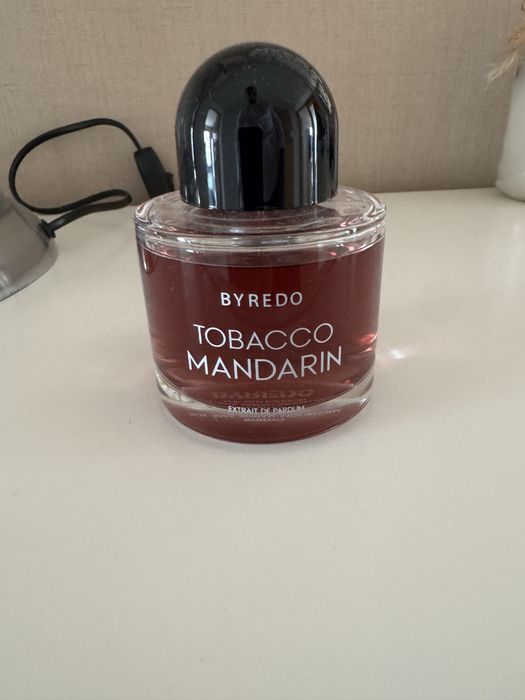 BYREDO
TOBACCO
MANDARIN
EXTRAIT DE PARFUM